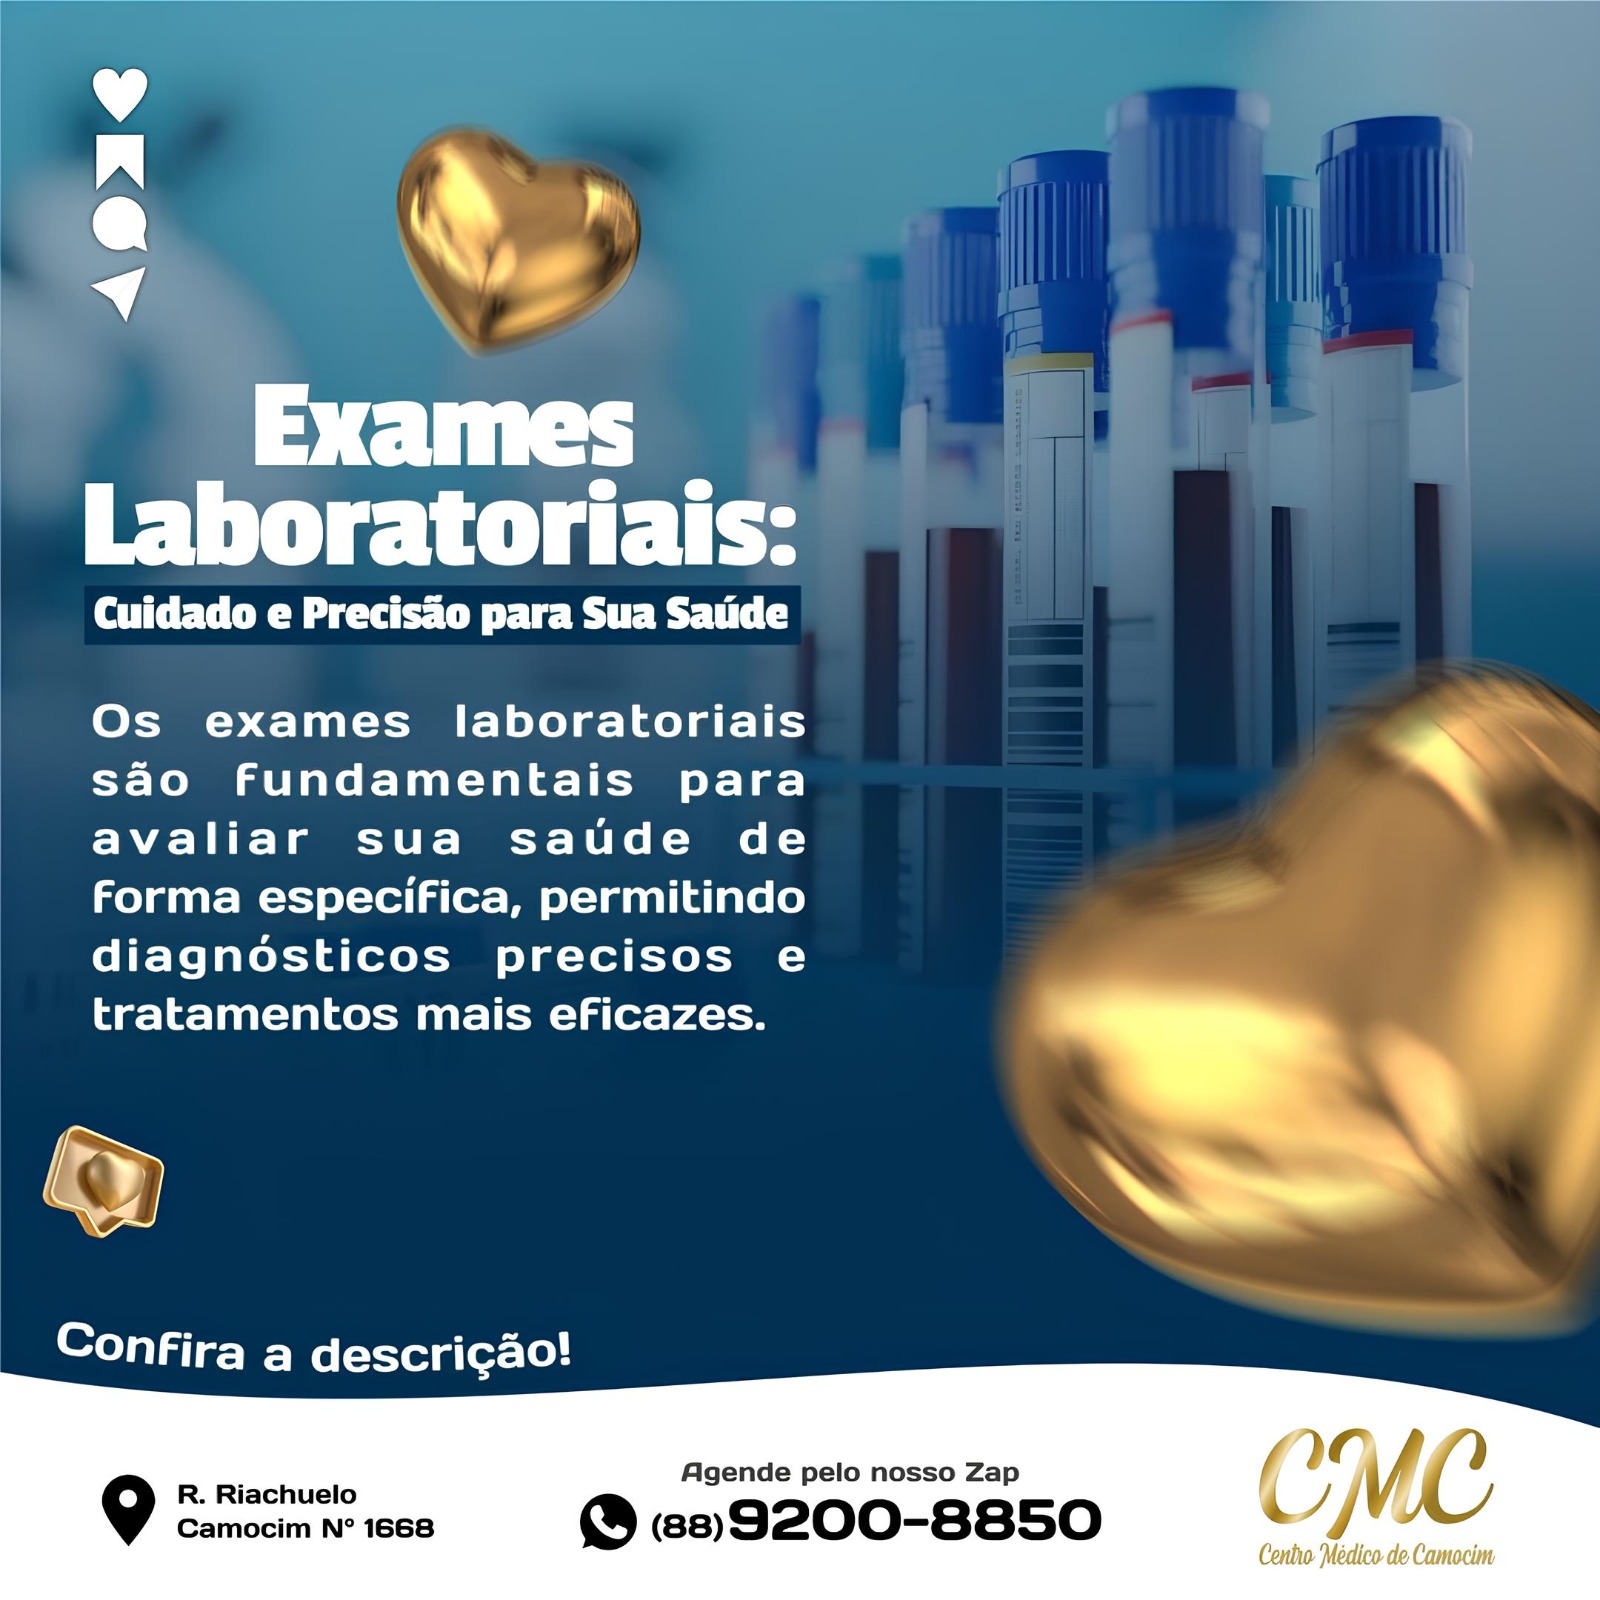 Exames
Laboratoriais:
Cuidado e Precisão para Sua Saúde
Os exames laboratoriais
são fundamentais para
avaliar sua saúde de
forma específica, permitindo
diagnósticos precisos e
tratamentos mais eficazes.
Confira a descrição!
R. Riachuelo
Camocim N° 1668
Agende pelo nosso Zap
(88) 9200-8850
CMC
Centro Médico de Camocim